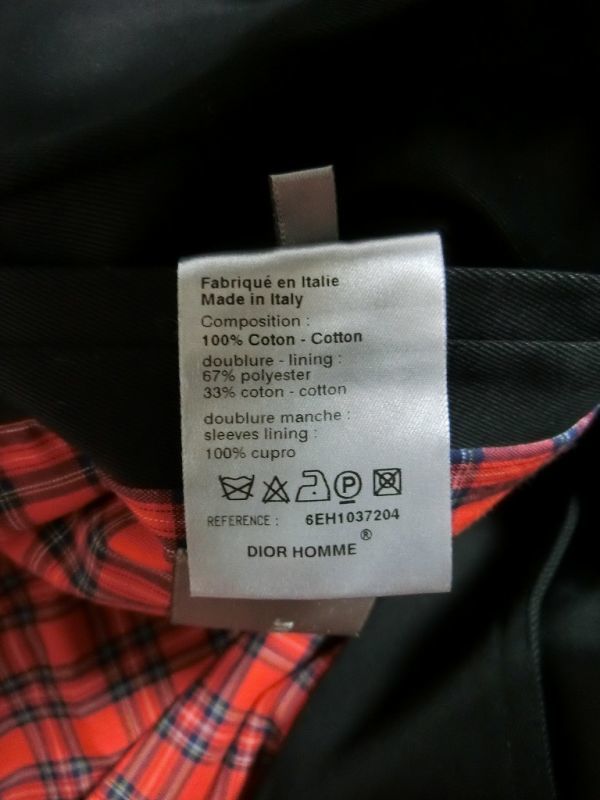 Fabriqué en Italie
Made in Italy
Composition :
100% Coton - Cotton
doublure - lining :
67% polyester
33% coton - cotton
doublure manche :
sleeves lining :
100% cupro
P
REFERENCE : 6EH1037204
DIOR HOMME®